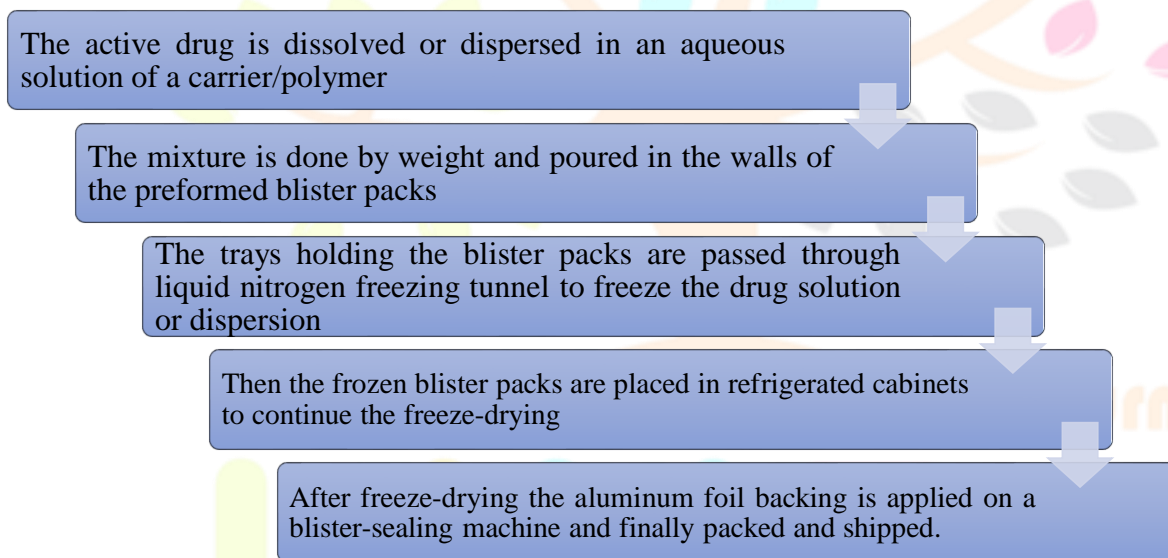 The active drug is dissolved or dispersed in an aqueous
solution of a carrier/polymer
The mixture is done by weight and poured in the walls of
the preformed blister packs
The trays holding the blister packs are passed through
liquid nitrogen freezing tunnel to freeze the drug solution
or dispersion
Then the frozen blister packs are placed in refrigerated cabinets
to continue the freeze-drying
After freeze-drying the aluminum foil backing is applied on a
blister-sealing machine and finally packed and shipped.